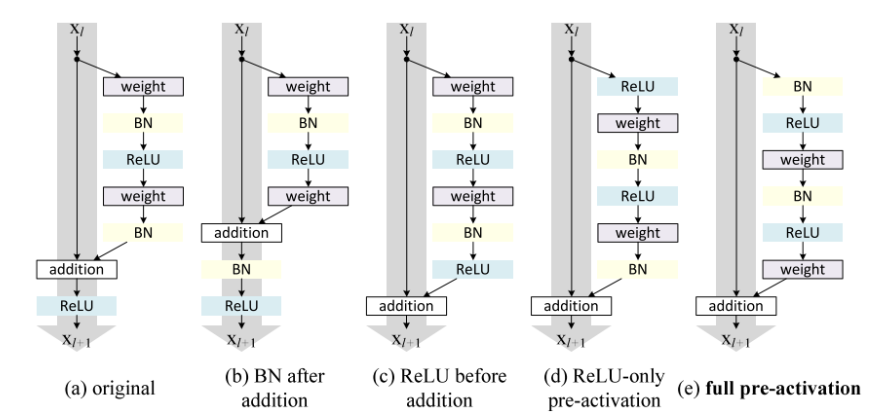 x_l
weight
BN
ReLU
weight
BN
addition
ReLU
x_{l+1}
(a) original
x_l
weight
BN
ReLU
weight
addition
BN
ReLU
x_{l+1}
(b) BN after
addition
x_l
weight
BN
ReLU
weight
BN
ReLU
addition
x_{l+1}
(c) ReLU before
addition
x_l
ReLU
weight
BN
ReLU
weight
BN
addition
x_{l+1}
(d) ReLU-only
pre-activation
x_l
BN
ReLU
weight
BN
ReLU
weight
addition
x_{l+1}
(e) full pre-activation